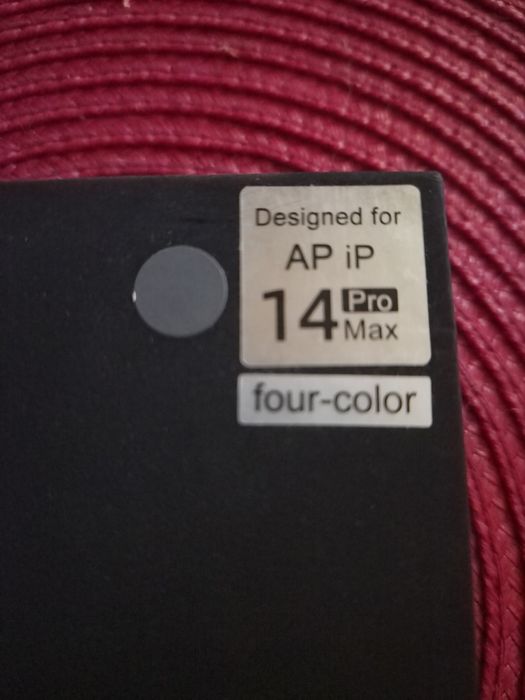 Designed for
AP iP
14 Pro
Max
four-color